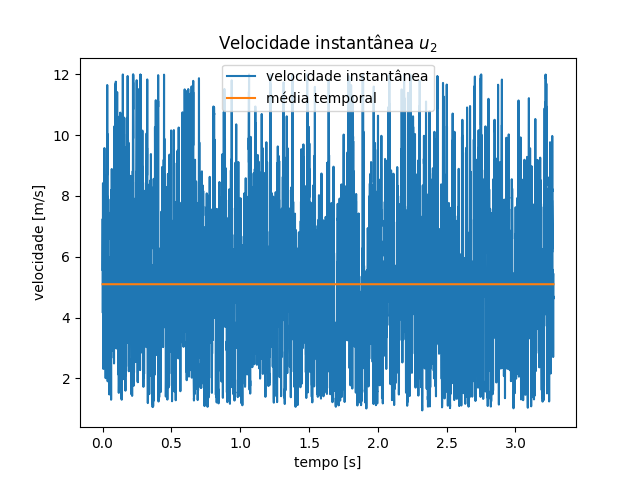 Velocidade instantânea $u_2$
velocidade instantânea
média temporal
12
10
8
6
4
2
velocidade [m/s]
0.0 0.5 1.0 1.5 2.0 2.5 3.0
tempo [s]